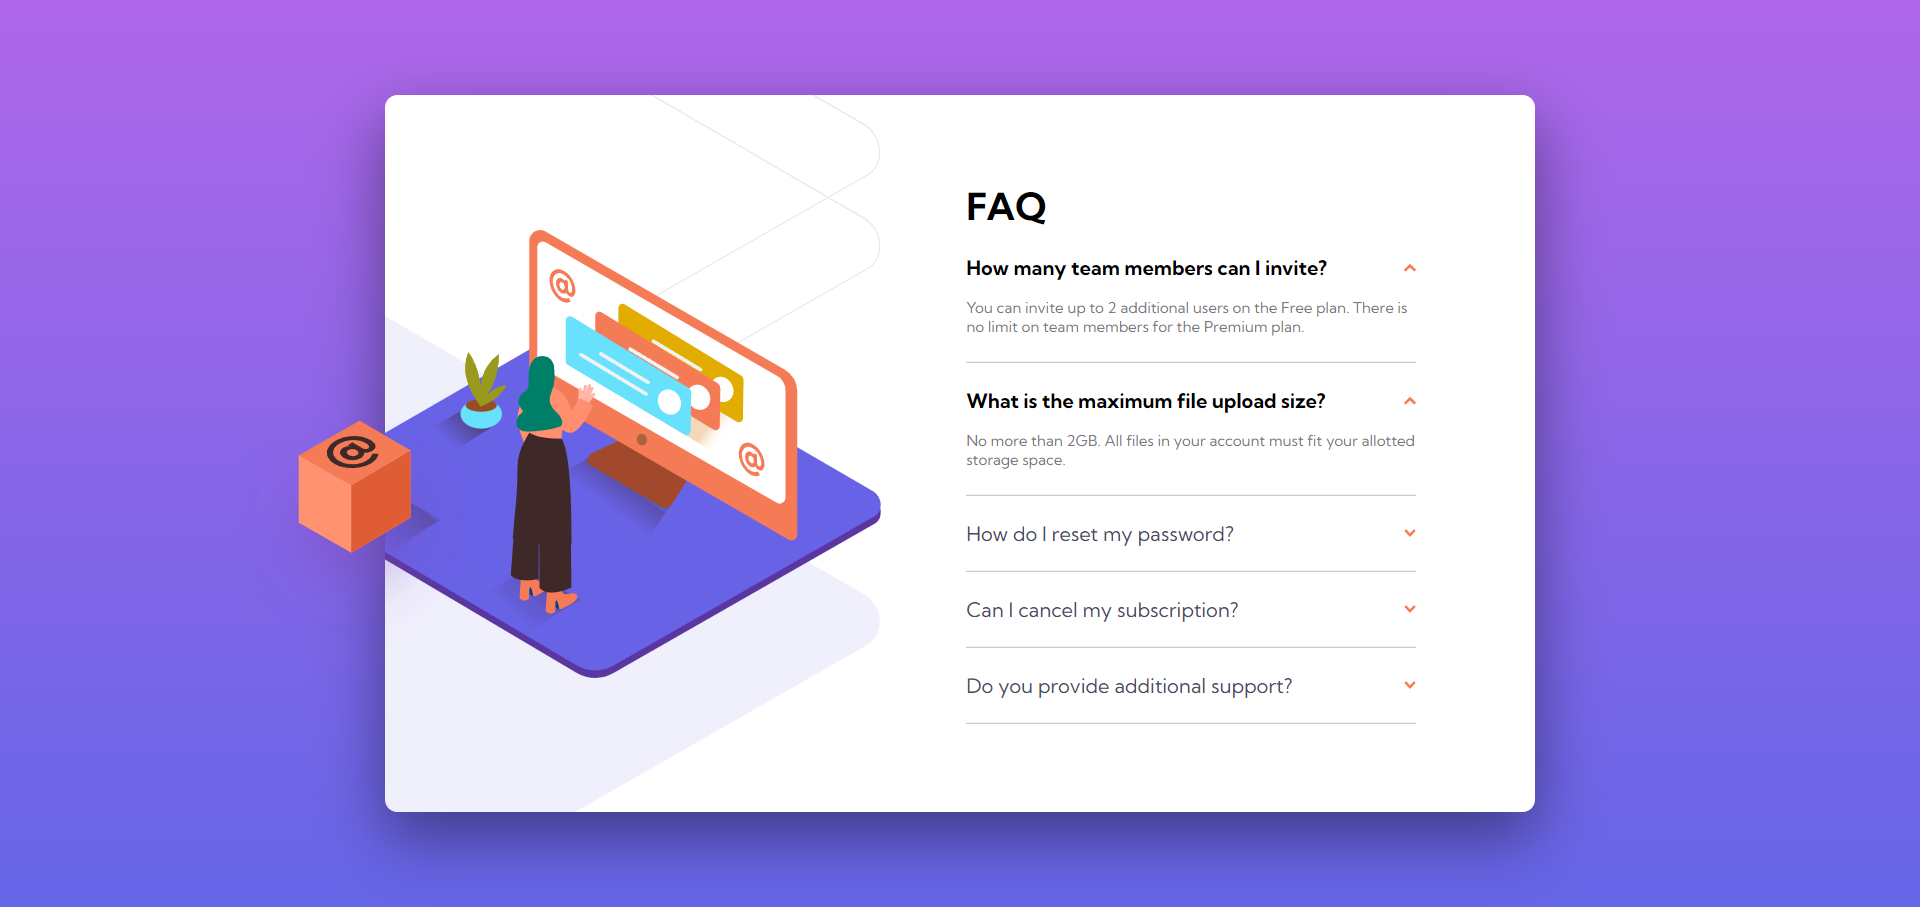 FAQ
How many team members can I invite?
You can invite up to 2 additional users on the Free plan. There is
no limit on team members for the Premium plan.
What is the maximum file upload size?
No more than 2GB. All files in your account must fit your allotted
storage space.
How do I reset my password?
Can I cancel my subscription?
Do you provide additional support?
@
@
@